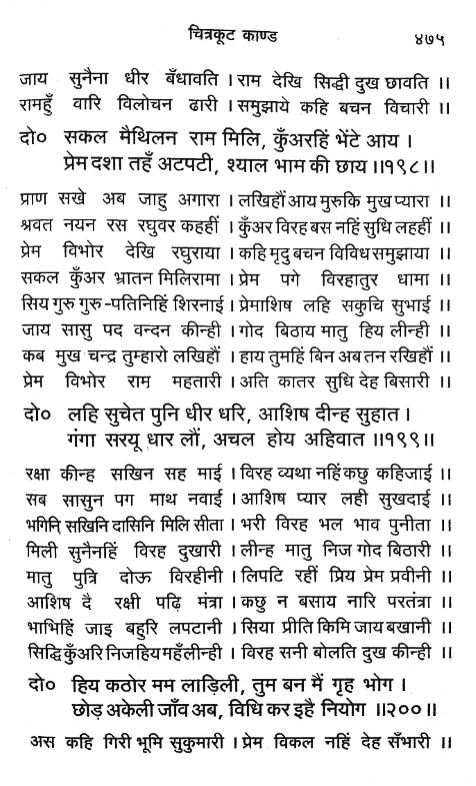 चित्रकूट काण्ड ४७५
जाय सुनैना धीर बँधावति । राम देखि सिद्धी दुख छावति ॥
रामहुँ वारि विलोचन ढारी । समुझाये कहि बचन विचारी ॥
दो० सकल मैथिलन राम मिलि, कुँअरहिं भेंटे आय ।
प्रेम दशा तहँ अटपटी, श्याल भाम की छाय ॥१९८॥
प्राण सखे अब जाहु अगारा । लखिहौं आय मुरुकि मुख प्यारा ॥
श्रवत नयन रस रघुवर कहहीं । कुँअर विरह बस नहिं सुधि लहहीं ॥
प्रेम विभोर देखि रघुराया । कहि मृदु बचन विविध समुझाया ॥
सकल कुँअर भ्रातन मिलिरामा । प्रेम पगे विरहातुर धामा ॥
सिय गुरु गुरु-पतिनिहिं शिरनाई । प्रेमाशिष लहि सकुचि सुभाई ॥
जाय सासु पद वन्दन कीन्ही । गोद बिठाय मातु हिय लीन्ही ॥
कब मुख चन्द्र तुम्हारो लखिहौं । हाय तुमहिं बिन अब तन रखिहौं ॥
प्रेम विभोर राम महतारी । अति कातर सुधि देह बिसारी ॥
दो० लहि सुचेत पुनि धीर धरि, आशिष दीन्ह सुहात ।
गंगा सरयू धार लौं, अचल होय अहिवात ॥१९९॥
रक्षा कीन्ह सखिन सह माई । विरह व्यथा नहिं कछु कहिजाई ॥
सब सासुन पग माथ नवाई । आशिष प्यार लही सुखदाई ॥
भगिनि सखिनि दासिनि मिलि सीता । भरी विरह भल भाव पुनीता ॥
मिली सुनैनहिं विरह दुखारी । लीन्ह मातु निज गोद बिठारी ॥
मातु पुत्रि दोऊ विरहीनी । लिपटि रहीं प्रिय प्रेम प्रवीनी ॥
आशिष दै रक्षी पढ़ि मंत्रा । कछु न बसाय नारि परतंत्रा ॥
भाभिहिं जाइ बहुरि लपटानी । सिया प्रीति किमि जाय बखानी ॥
सिद्धि कुँअरि निज हिय महँ लीन्ही । विरह सनी बोलति दुख कीन्ही ॥
दो० हिय कठोर मम लाड़िली, तुम बन मैं गृह भोग ।
छोड़ अकेली जाँव अब, विधि कर इहै नियोग ॥२००॥
अस कहि गिरी भूमि सुकुमारी । प्रेम विकल नहिं देह सँभारी ॥